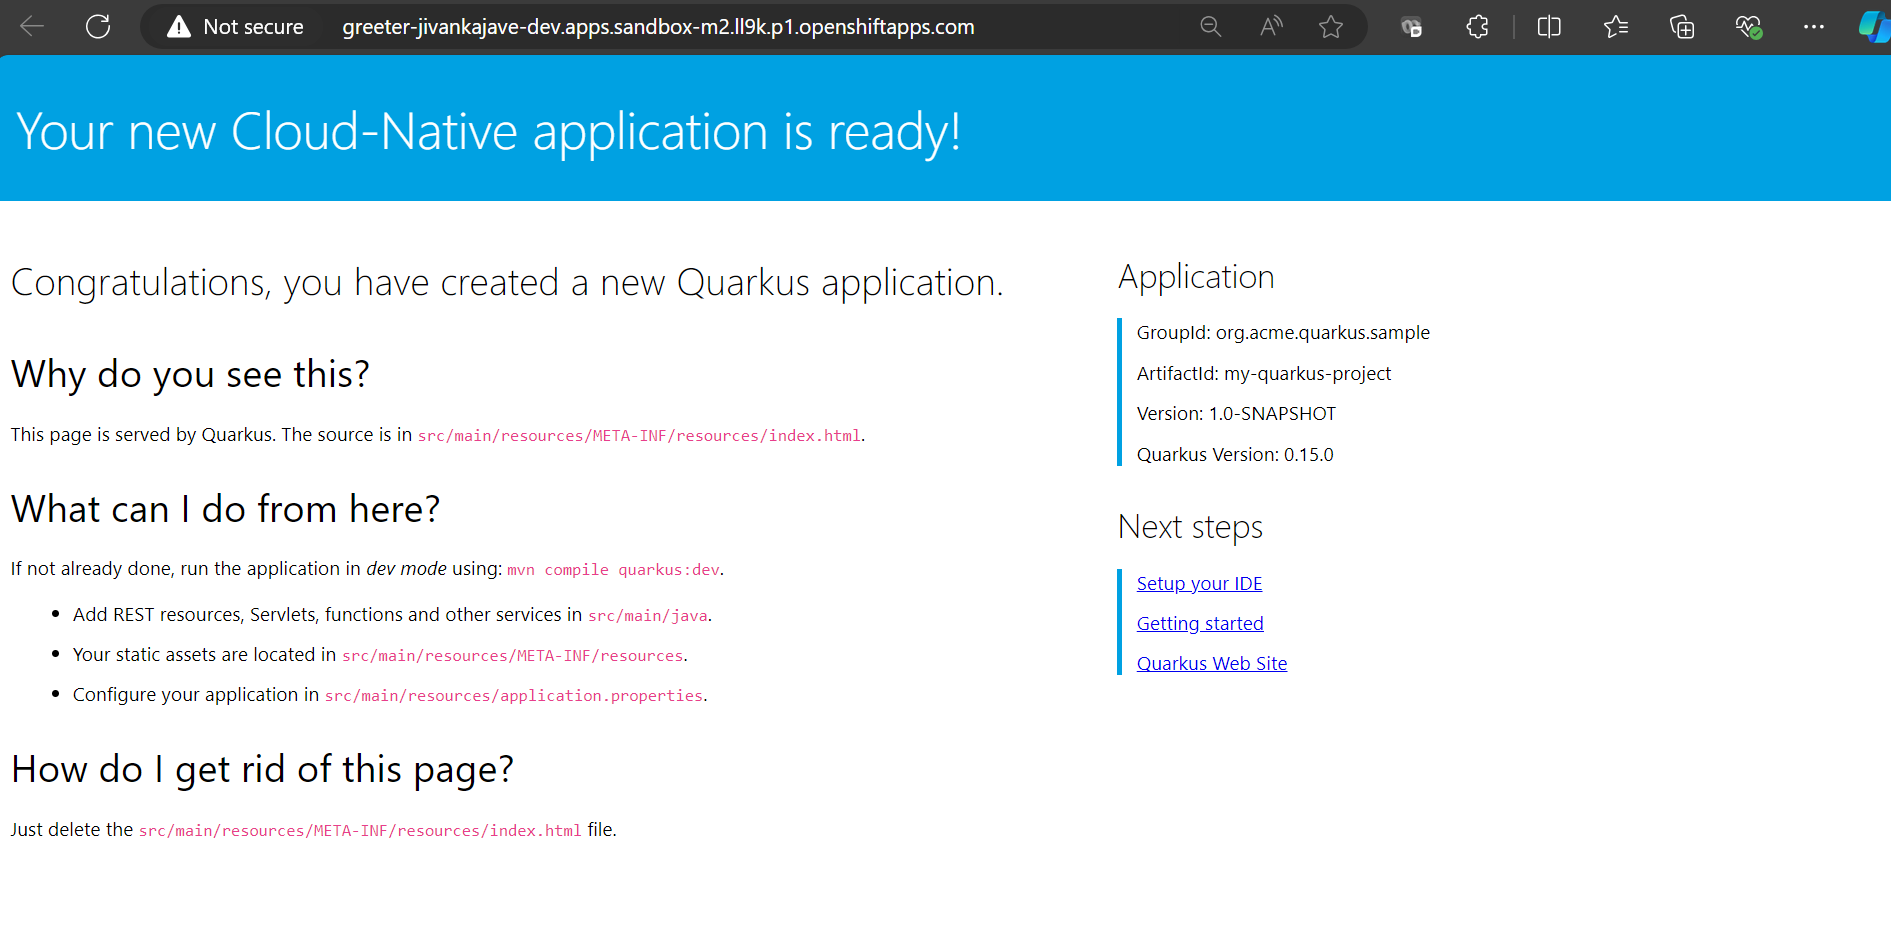 Not secure greeter-jivankajave-dev.apps.sandbox-m2.ll9k.p1.openshiftapps.com
Your new Cloud-Native application is ready!
Congratulations, you have created a new Quarkus application.
Why do you see this?
This page is served by Quarkus. The source is in src/main/resources/META-INF/resources/index.html.
What can I do from here?
If not already done, run the application in dev mode using: mvn compile quarkus:dev.
Add REST resources, Servlets, functions and other services in src/main/java.
Your static assets are located in src/main/resources/META-INF/resources.
Configure your application in src/main/resources/application.properties.
How do I get rid of this page?
Just delete the src/main/resources/META-INF/resources/index.html file.
Application
GroupId: org.acme.quarkus.sample
ArtifactId: my-quarkus-project
Version: 1.0-SNAPSHOT
Quarkus Version: 0.15.0
Next steps
Setup your IDE
Getting started
Quarkus Web Site